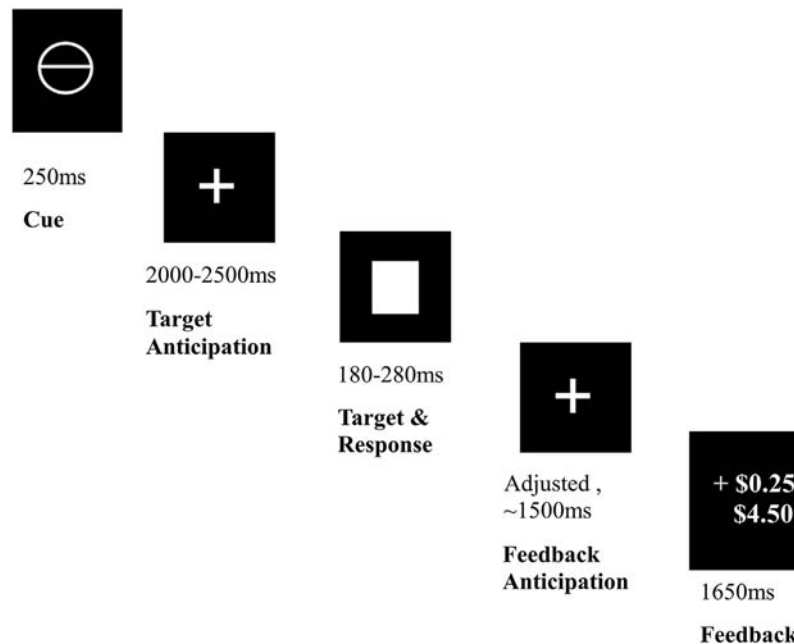 250ms
Cue
2000-2500ms
Target
Anticipation
180-280ms
Target &
Response
Adjusted ,
~1500ms
Feedback
Anticipation
+ $0.25
$4.50
1650ms
Feedback